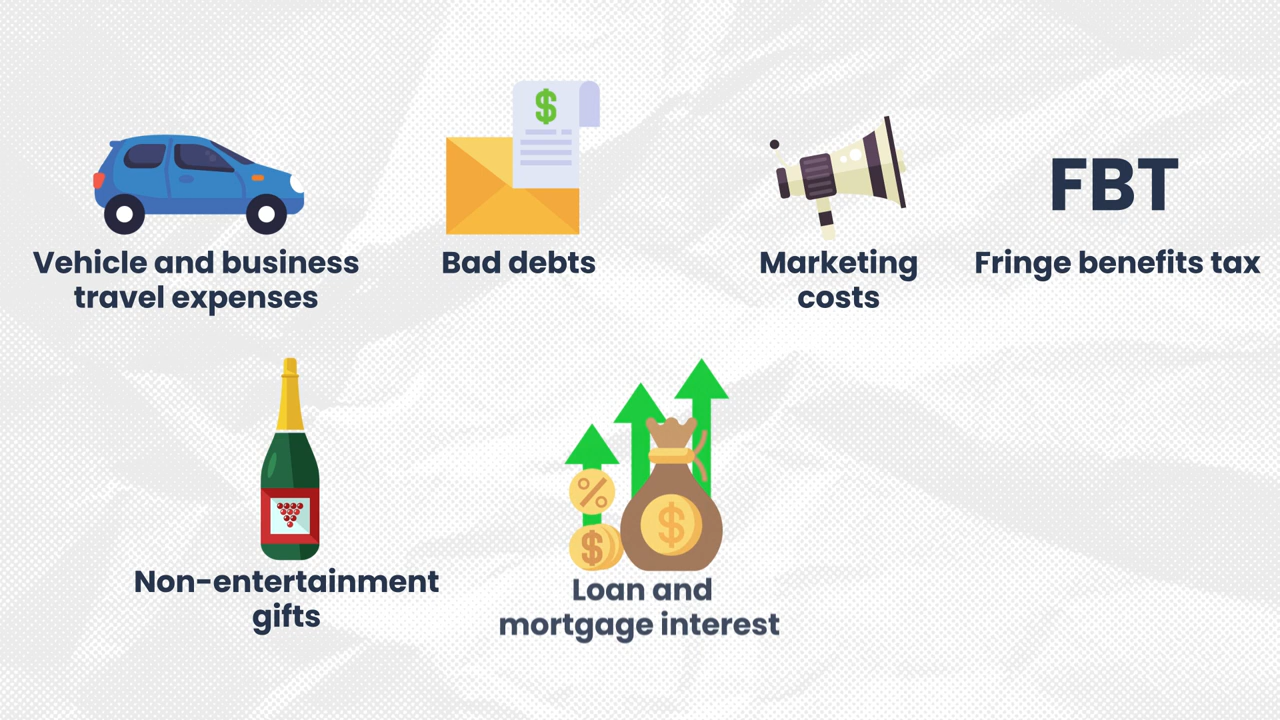 $
FBT
Vehicle and business
travel expenses
Bad debts
Marketing
costs
Fringe benefits tax
%
$
$
Non-entertainment
gifts
Loan and
mortgage interest